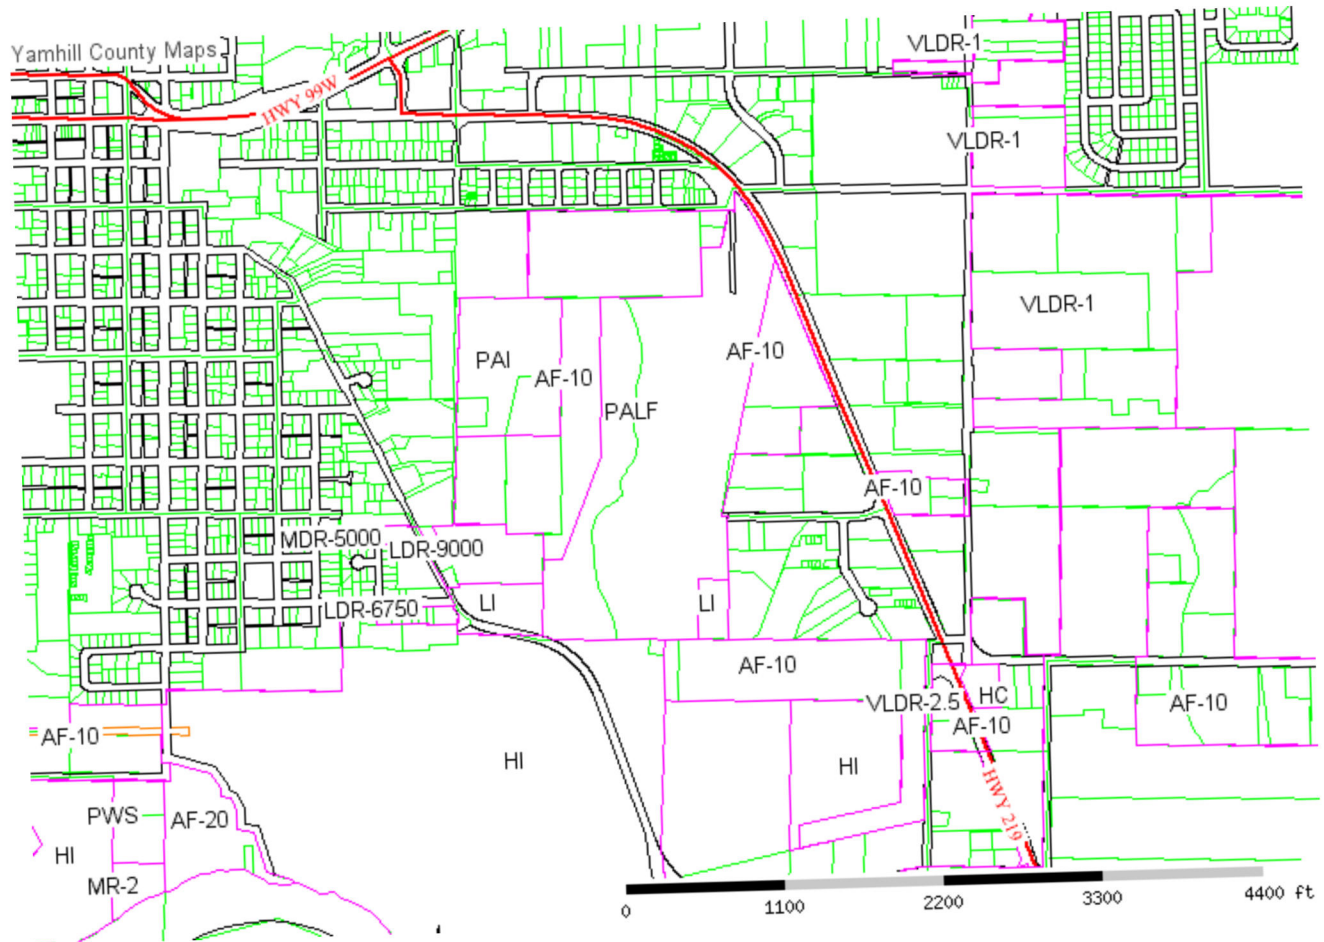 VLDR-1
Yamhill County Maps
HWY 99W
VLDR-1
VLDR-1
AF-10
PAI
AF-10
PALF
AF-10
MDR-5000
LDR-9000
LI
LI
LDR-6750
AF-10
VLDR-2.5
HC
AF-10
AF-10
AF-10
HI
HI
HWY 219
PWS
AF-20
HI
MR-2
0
1100
2200
3300
4400 ft